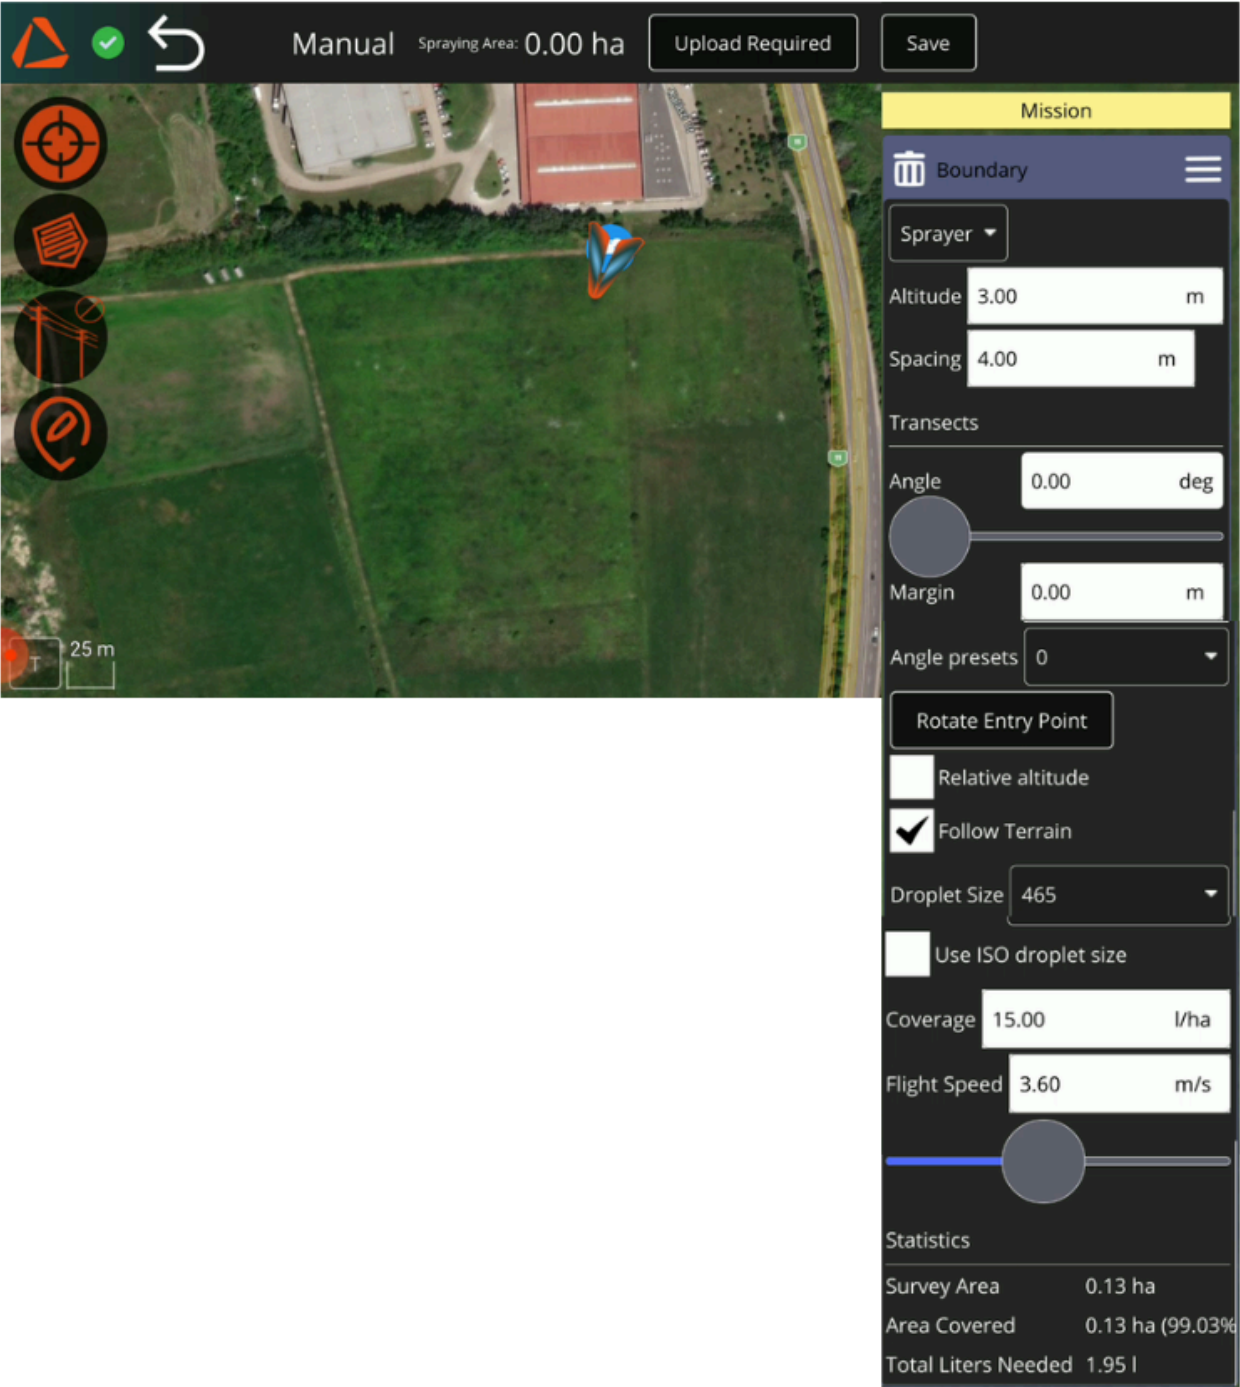 Manual Spraying Area: 0.00 ha Upload Required Save
Mission
Boundary
Sprayer
Altitude 3.00 m
Spacing 4.00 m
Transects
Angle 0.00 deg
Margin 0.00 m
Angle presets 0
Rotate Entry Point
Relative altitude
Follow Terrain
Droplet Size 465
Use ISO droplet size
Coverage 15.00 l/ha
Flight Speed 3.60 m/s
Statistics
Survey Area 0.13 ha
Area Covered 0.13 ha (99.03%
Total Liters Needed 1.95 l
T 25 m